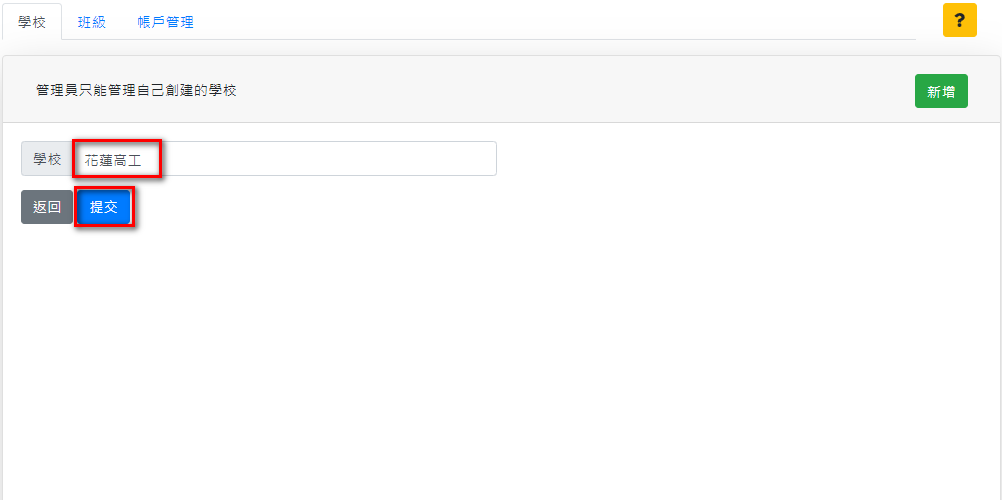 學校 班級 帳戶管理 ?
管理員只能管理自己創建的學校 新增
學校 花蓮高工
返回 提交